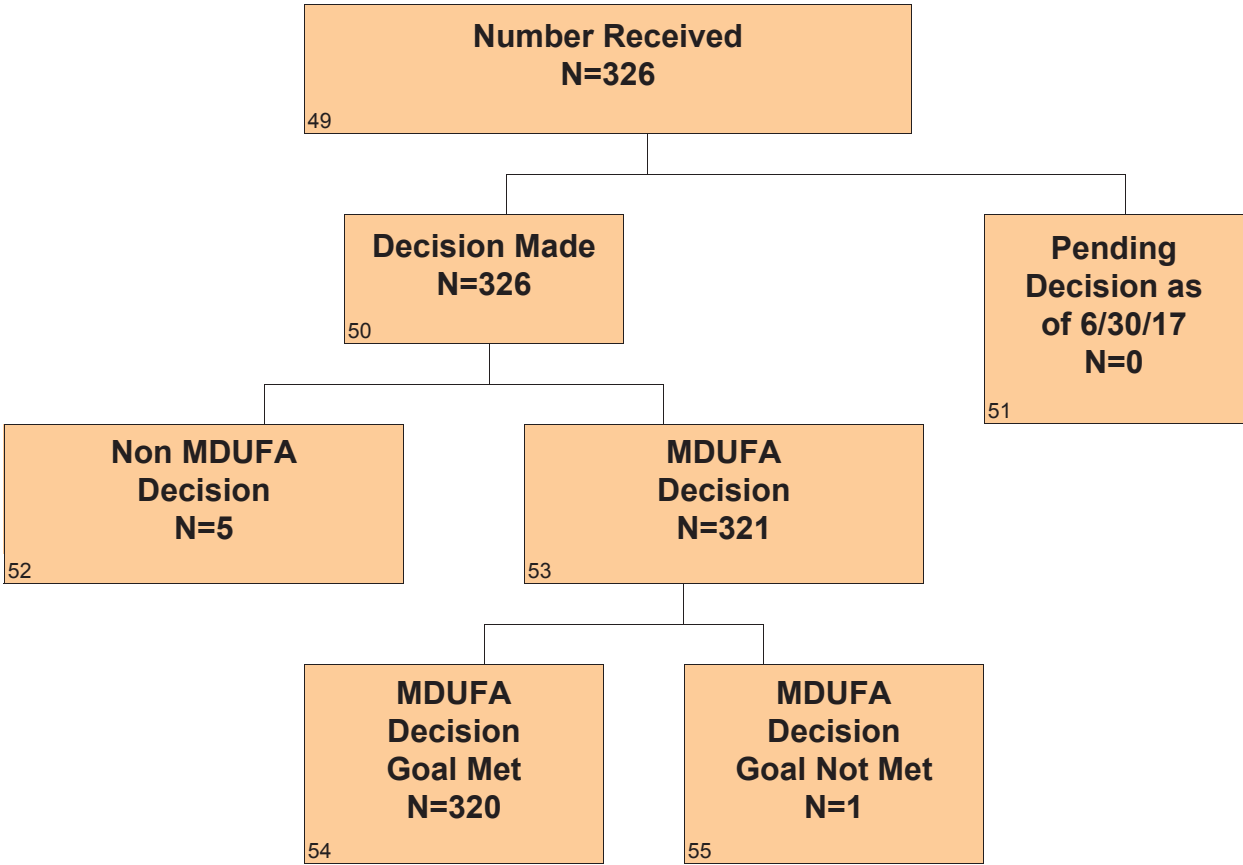 Number Received
N=326
49
Decision Made
N=326
50
Pending
Decision as
of 6/30/17
N=0
51
Non MDUFA
Decision
N=5
52
MDUFA
Decision
N=321
53
MDUFA
Decision
Goal Met
N=320
54
MDUFA
Decision
Goal Not Met
N=1
55